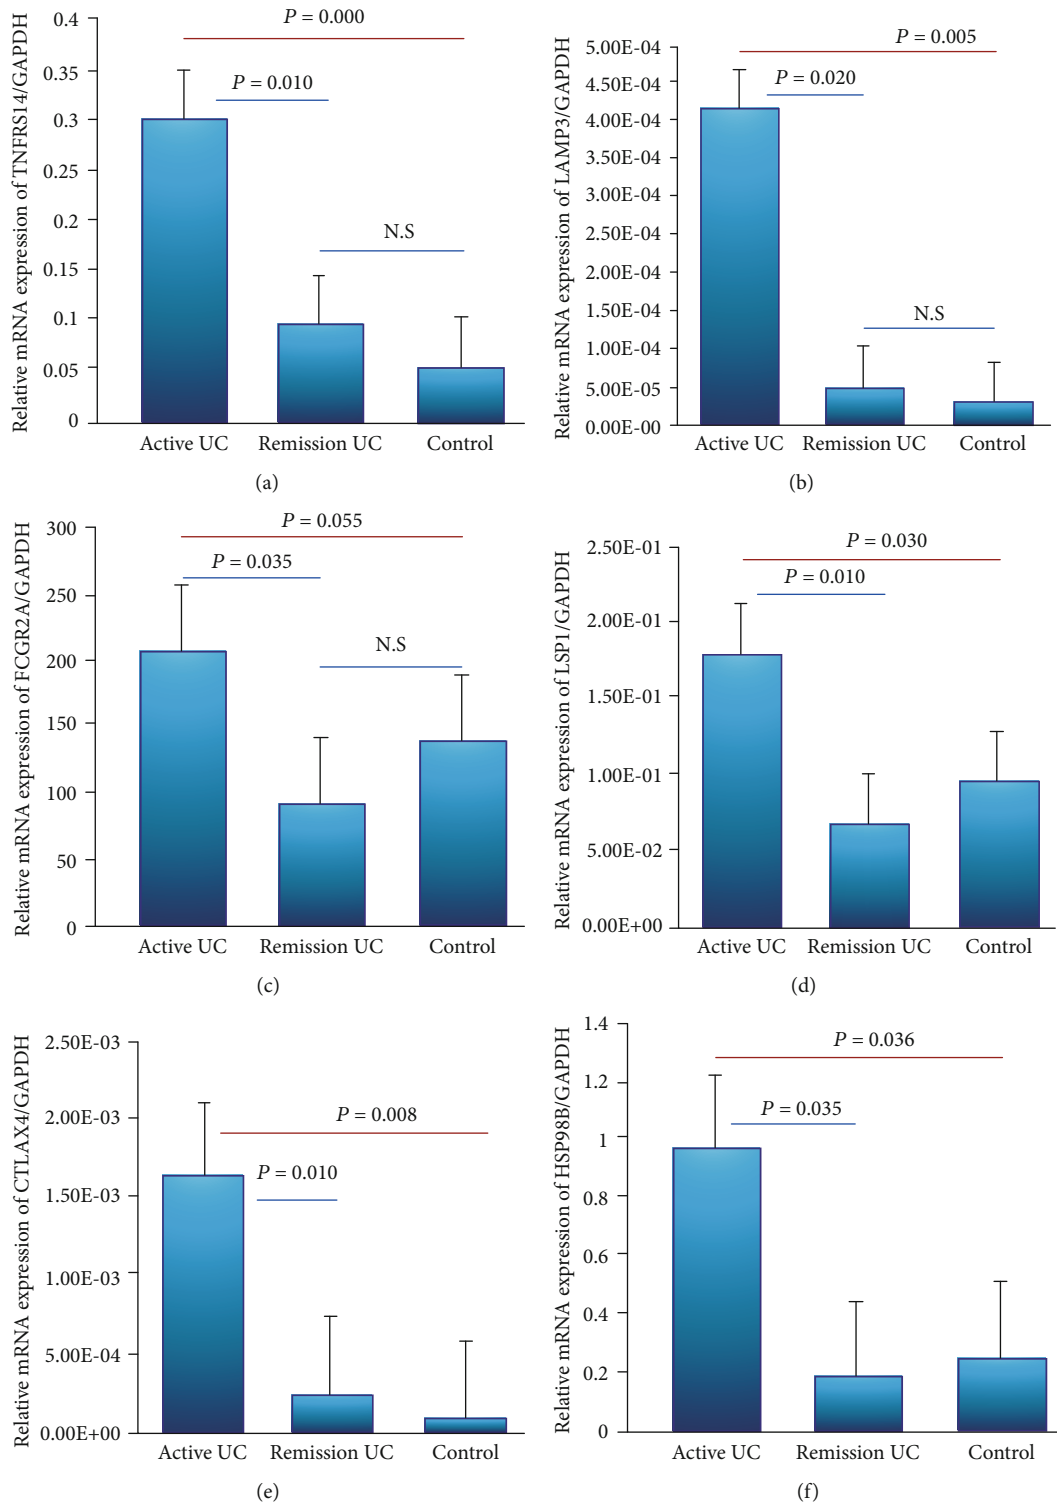 Relative mRNA expression of TNFRS14/GAPDH
0.4
0.35
0.3
0.25
0.2
0.15
0.1
0.05
0
P = 0.000
P = 0.010
N.S
Active UC
Remission UC
Control
(a)
Relative mRNA expression of LAMP3/GAPDH
5.00E-04
4.50E-04
4.00E-04
3.50E-04
3.00E-04
2.50E-04
2.00E-04
1.50E-04
1.00E-04
5.00E-05
0.00E-00
P = 0.005
P = 0.020
N.S
Active UC
Remission UC
Control
(b)
Relative mRNA expression of FCGR2A/GAPDH
300
250
200
150
100
50
0
P = 0.055
P = 0.035
N.S
Active UC
Remission UC
Control
(c)
Relative mRNA expression of LSP1/GAPDH
2.50E-01
2.00E-01
1.50E-01
1.00E-01
5.00E-02
0.00E+00
P = 0.030
P = 0.010
Active UC
Remission UC
Control
(d)
Relative mRNA expression of CTLAX4/GAPDH
2.50E-03
2.00E-03
1.50E-03
1.00E-03
5.00E-04
0.00E+00
P = 0.008
P = 0.010
Active UC
Remission UC
Control
(e)
Relative mRNA expression of HSP98B/GAPDH
1.4
1.2
1
0.8
0.6
0.4
0.2
0
P = 0.036
P = 0.035
Active UC
Remission UC
Control
(f)